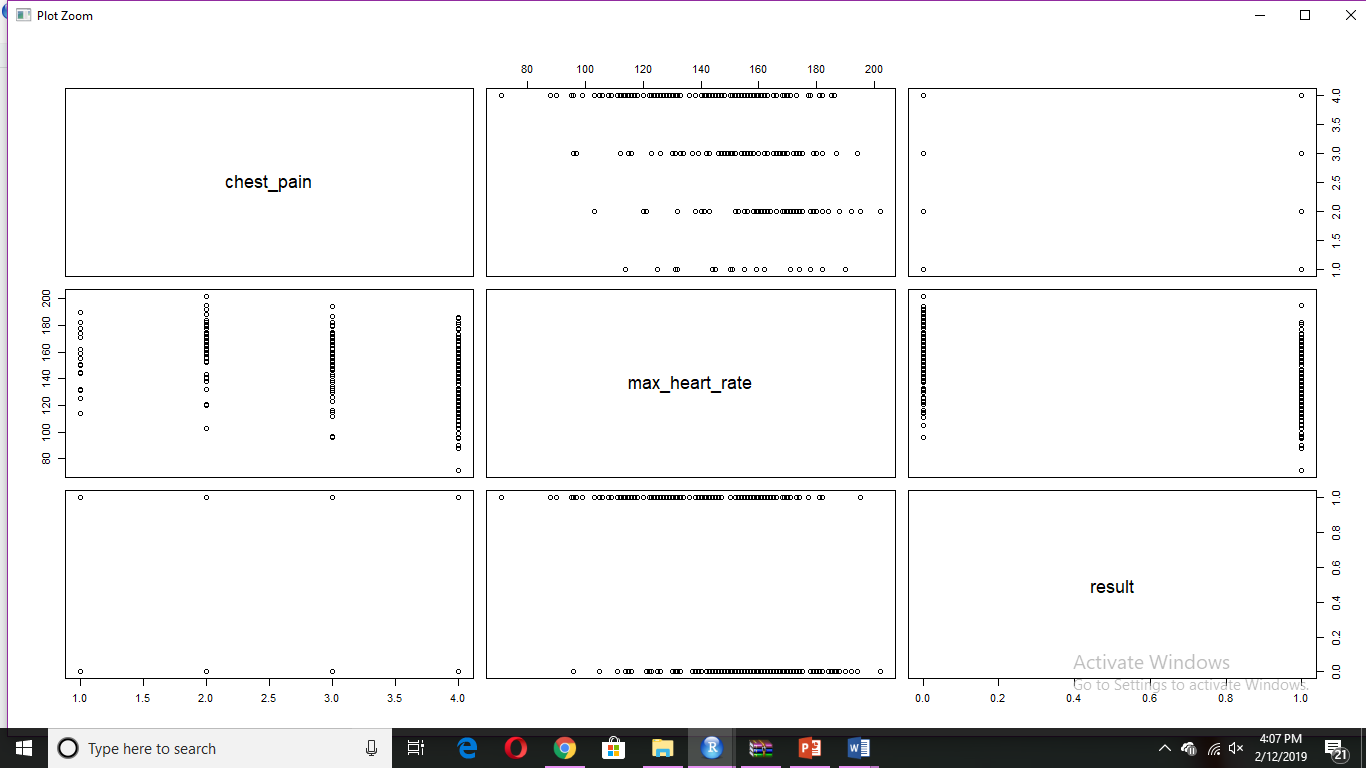 Plot Zoom
80 100 120 140 160 180 200
chest_pain
1.0 1.5 2.0 2.5 3.0 3.5 4.0
80 100 120 140 160 180 200
max_heart_rate
result
0.0 0.2 0.4 0.6 0.8 1.0
1.0 1.5 2.0 2.5 3.0 3.5 4.0
0.0 0.2 0.4 0.6 0.8 1.0
Activate Windows
Go to Settings to activate Windows.
Type here to search
4:07 PM
2/12/2019
21